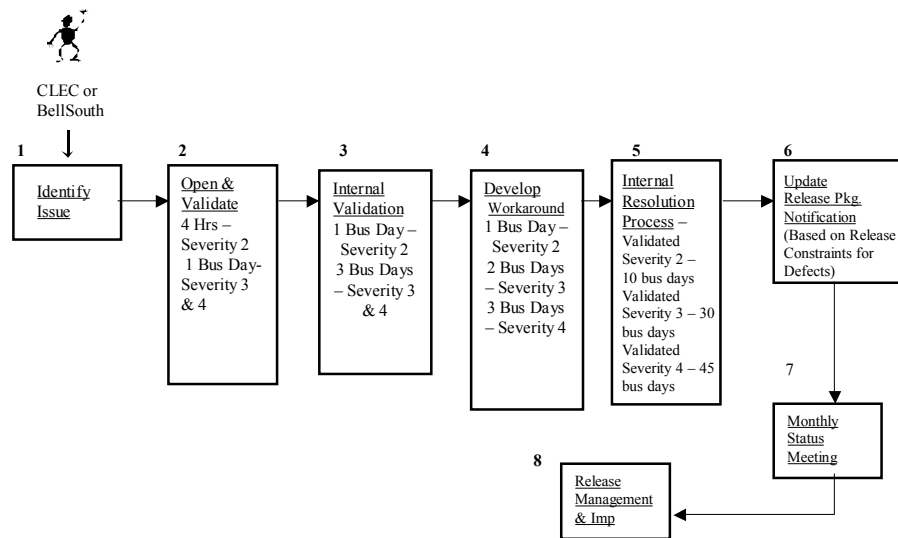 CLEC or
BellSouth
1
Identify
Issue
2
Open &
Validate
4 Hrs –
Severity 2
1 Bus Day-
Severity 3
& 4
3
Internal
Validation
1 Bus Day –
Severity 2
3 Bus Days
– Severity 3
& 4
4
Develop
Workaround
1 Bus Day –
Severity 2
2 Bus Days
– Severity 3
3 Bus Days
– Severity 4
5
Internal
Resolution
Process –
Validated
Severity 2 –
10 bus days
Validated
Severity 3 – 30
bus days
Validated
Severity 4 – 45
bus days
6
Update
Release Pkg.
Notification
(Based on Release
Constraints for
Defects)
7
Monthly
Status
Meeting
8
Release
Management
& Imp